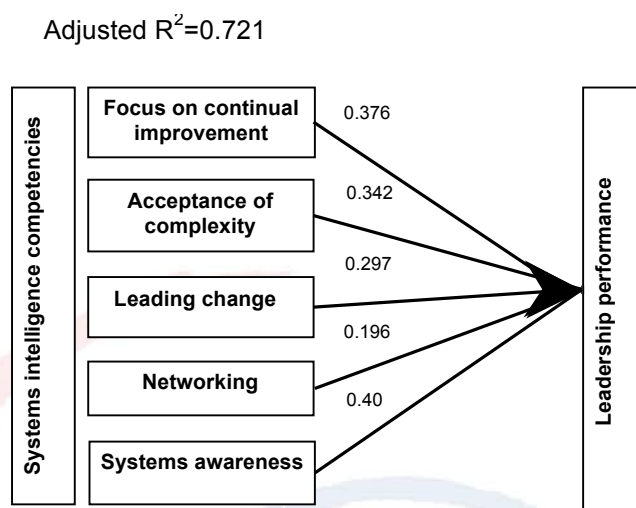 Adjusted R²=0.721
Systems intelligence competencies
Focus on continual
improvement
0.376
Acceptance of
complexity
0.342
0.297
Leading change
0.196
Networking
0.40
Systems awareness
Leadership performance